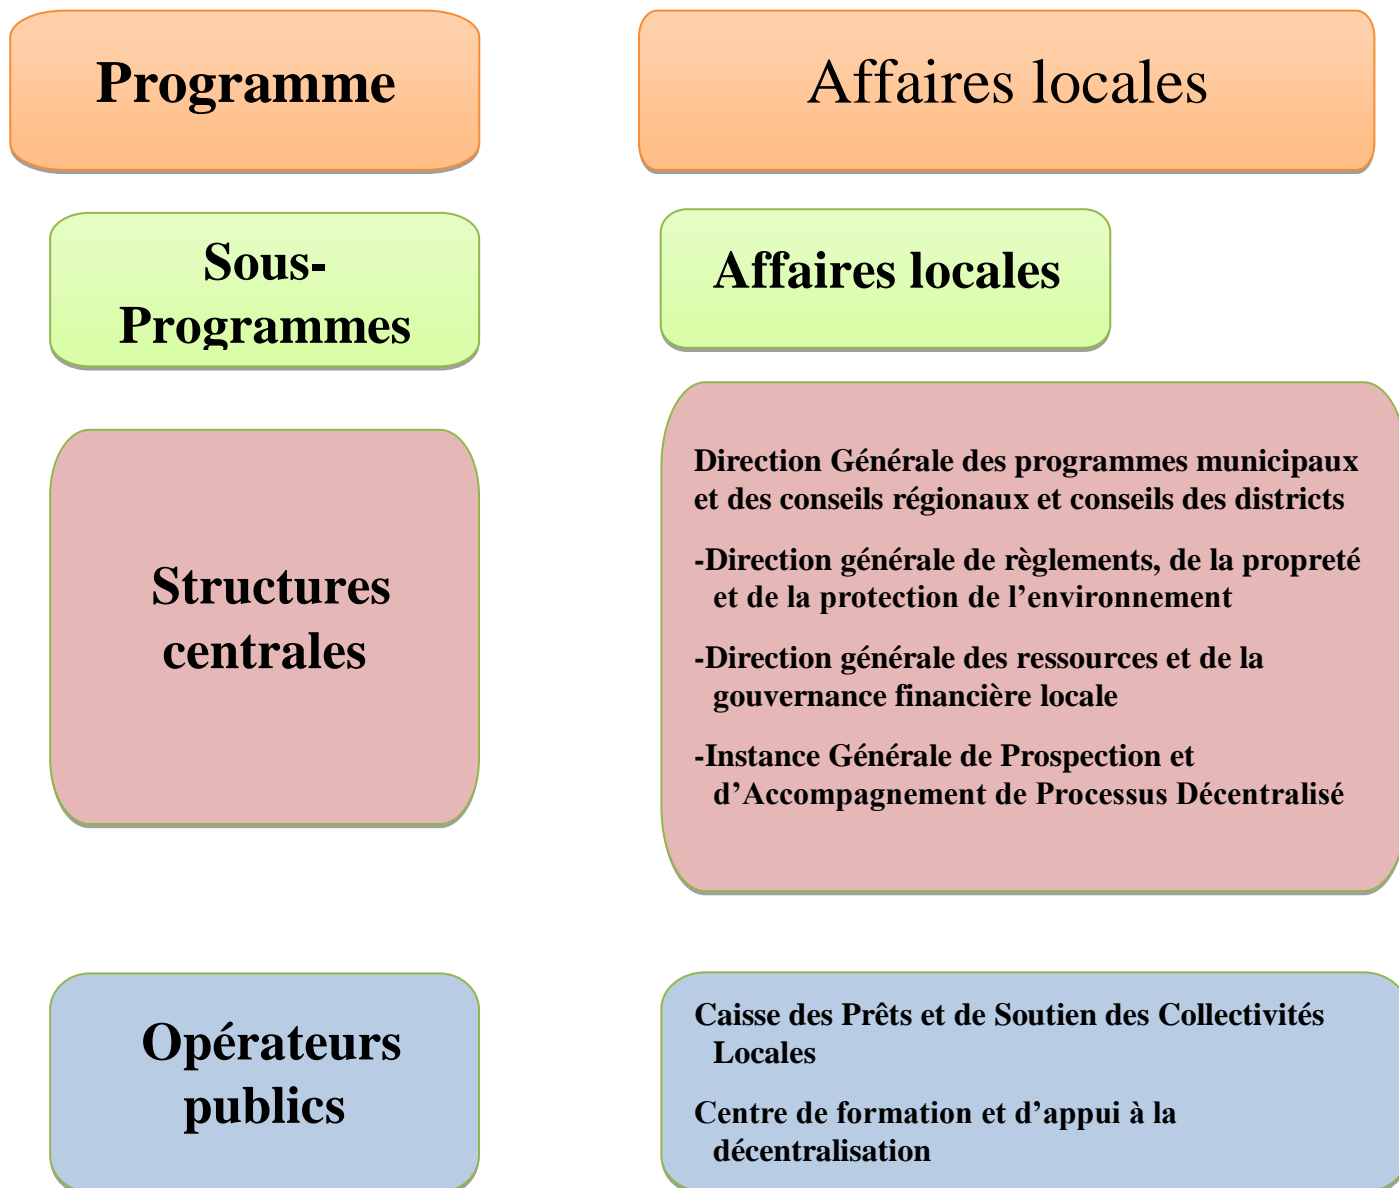 Programme
Affaires locales
Sous-
Programmes
Affaires locales
Structures
centrales
Direction Générale des programmes municipaux
et des conseils régionaux et conseils des districts
-Direction générale de règlements, de la propreté
et de la protection de l’environnement
-Direction générale des ressources et de la
gouvernance financière locale
-Instance Générale de Prospection et
d’Accompagnement de Processus Décentralisé
Opérateurs
publics
Caisse des Prêts et de Soutien des Collectivités
Locales
Centre de formation et d’appui à la
décentralisation